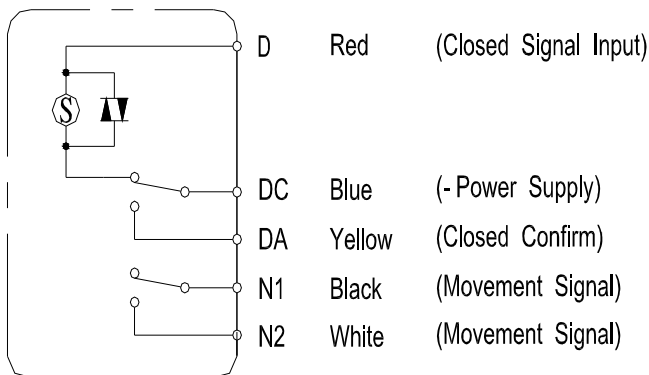 D Red (Closed Signal Input)
S
DC Blue (- Power Supply)
DA Yellow (Closed Confirm)
N1 Black (Movement Signal)
N2 White (Movement Signal)